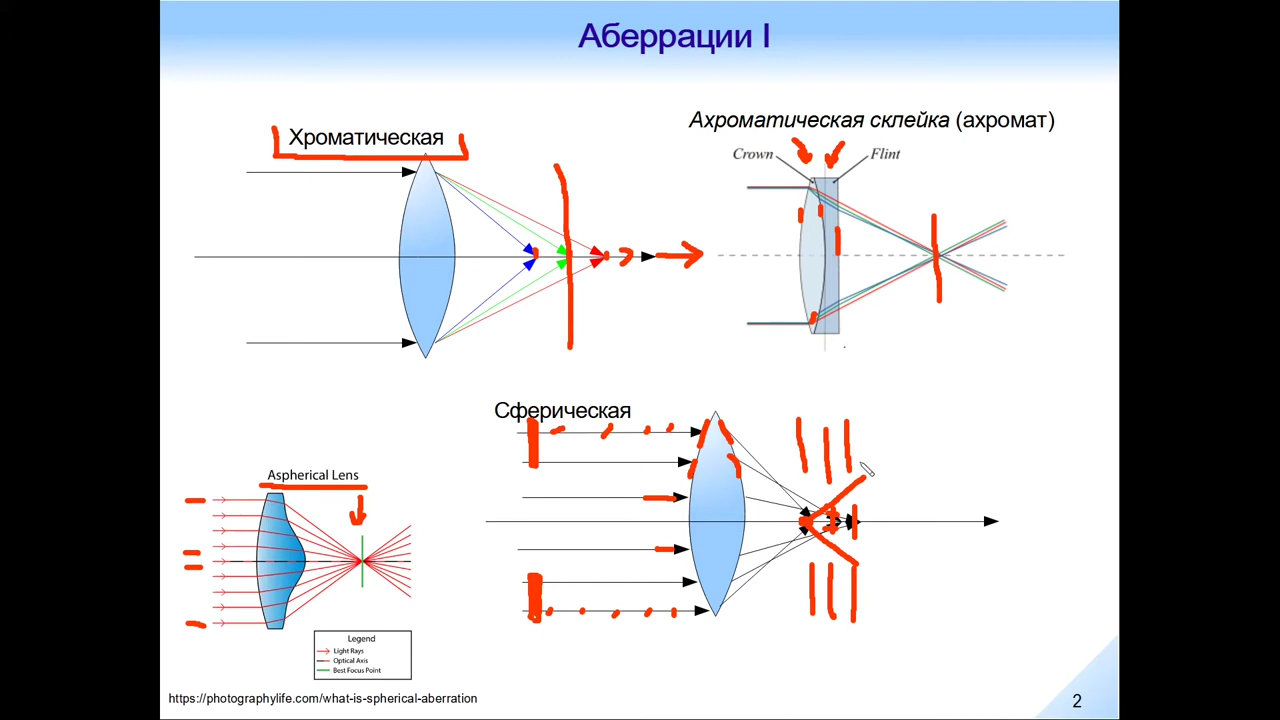 Аберрации I
Хроматическая
Ахроматическая склейка (ахромат)
Crown
Flint
Сферическая
Aspherical Lens
Legend
Light Rays
Optical Axis
Best Focus Point
https://photographylife.com/what-is-spherical-aberration
2